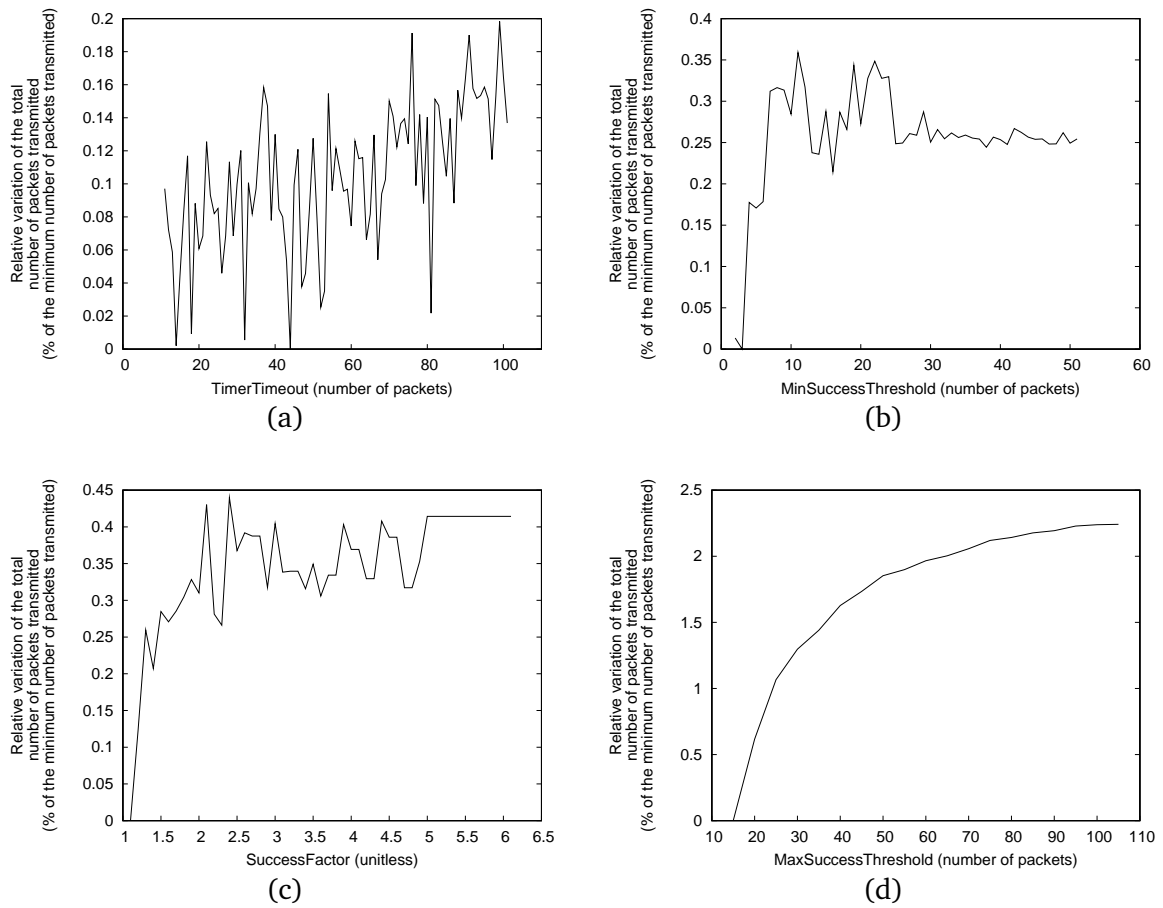 Relative variation of the total
number of packets transmitted
(% of the minimum number of packets transmitted)
0.2
0.18
0.16
0.14
0.12
0.1
0.08
0.06
0.04
0.02
0
0 20 40 60 80 100
TimerTimeout (number of packets)
(a)
Relative variation of the total
number of packets transmitted
(% of the minimum number of packets transmitted)
0.4
0.35
0.3
0.25
0.2
0.15
0.1
0.05
0
0 10 20 30 40 50 60
MinSuccessThreshold (number of packets)
(b)
Relative variation of the total
number of packets transmitted
(% of the minimum number of packets transmitted)
0.45
0.4
0.35
0.3
0.25
0.2
0.15
0.1
0.05
0
1 1.5 2 2.5 3 3.5 4 4.5 5 5.5 6 6.5
SuccessFactor (unitless)
(c)
Relative variation of the total
number of packets transmitted
(% of the minimum number of packets transmitted)
2.5
2
1.5
1
0.5
0
10 20 30 40 50 60 70 80 90 100 110
MaxSuccessThreshold (number of packets)
(d)